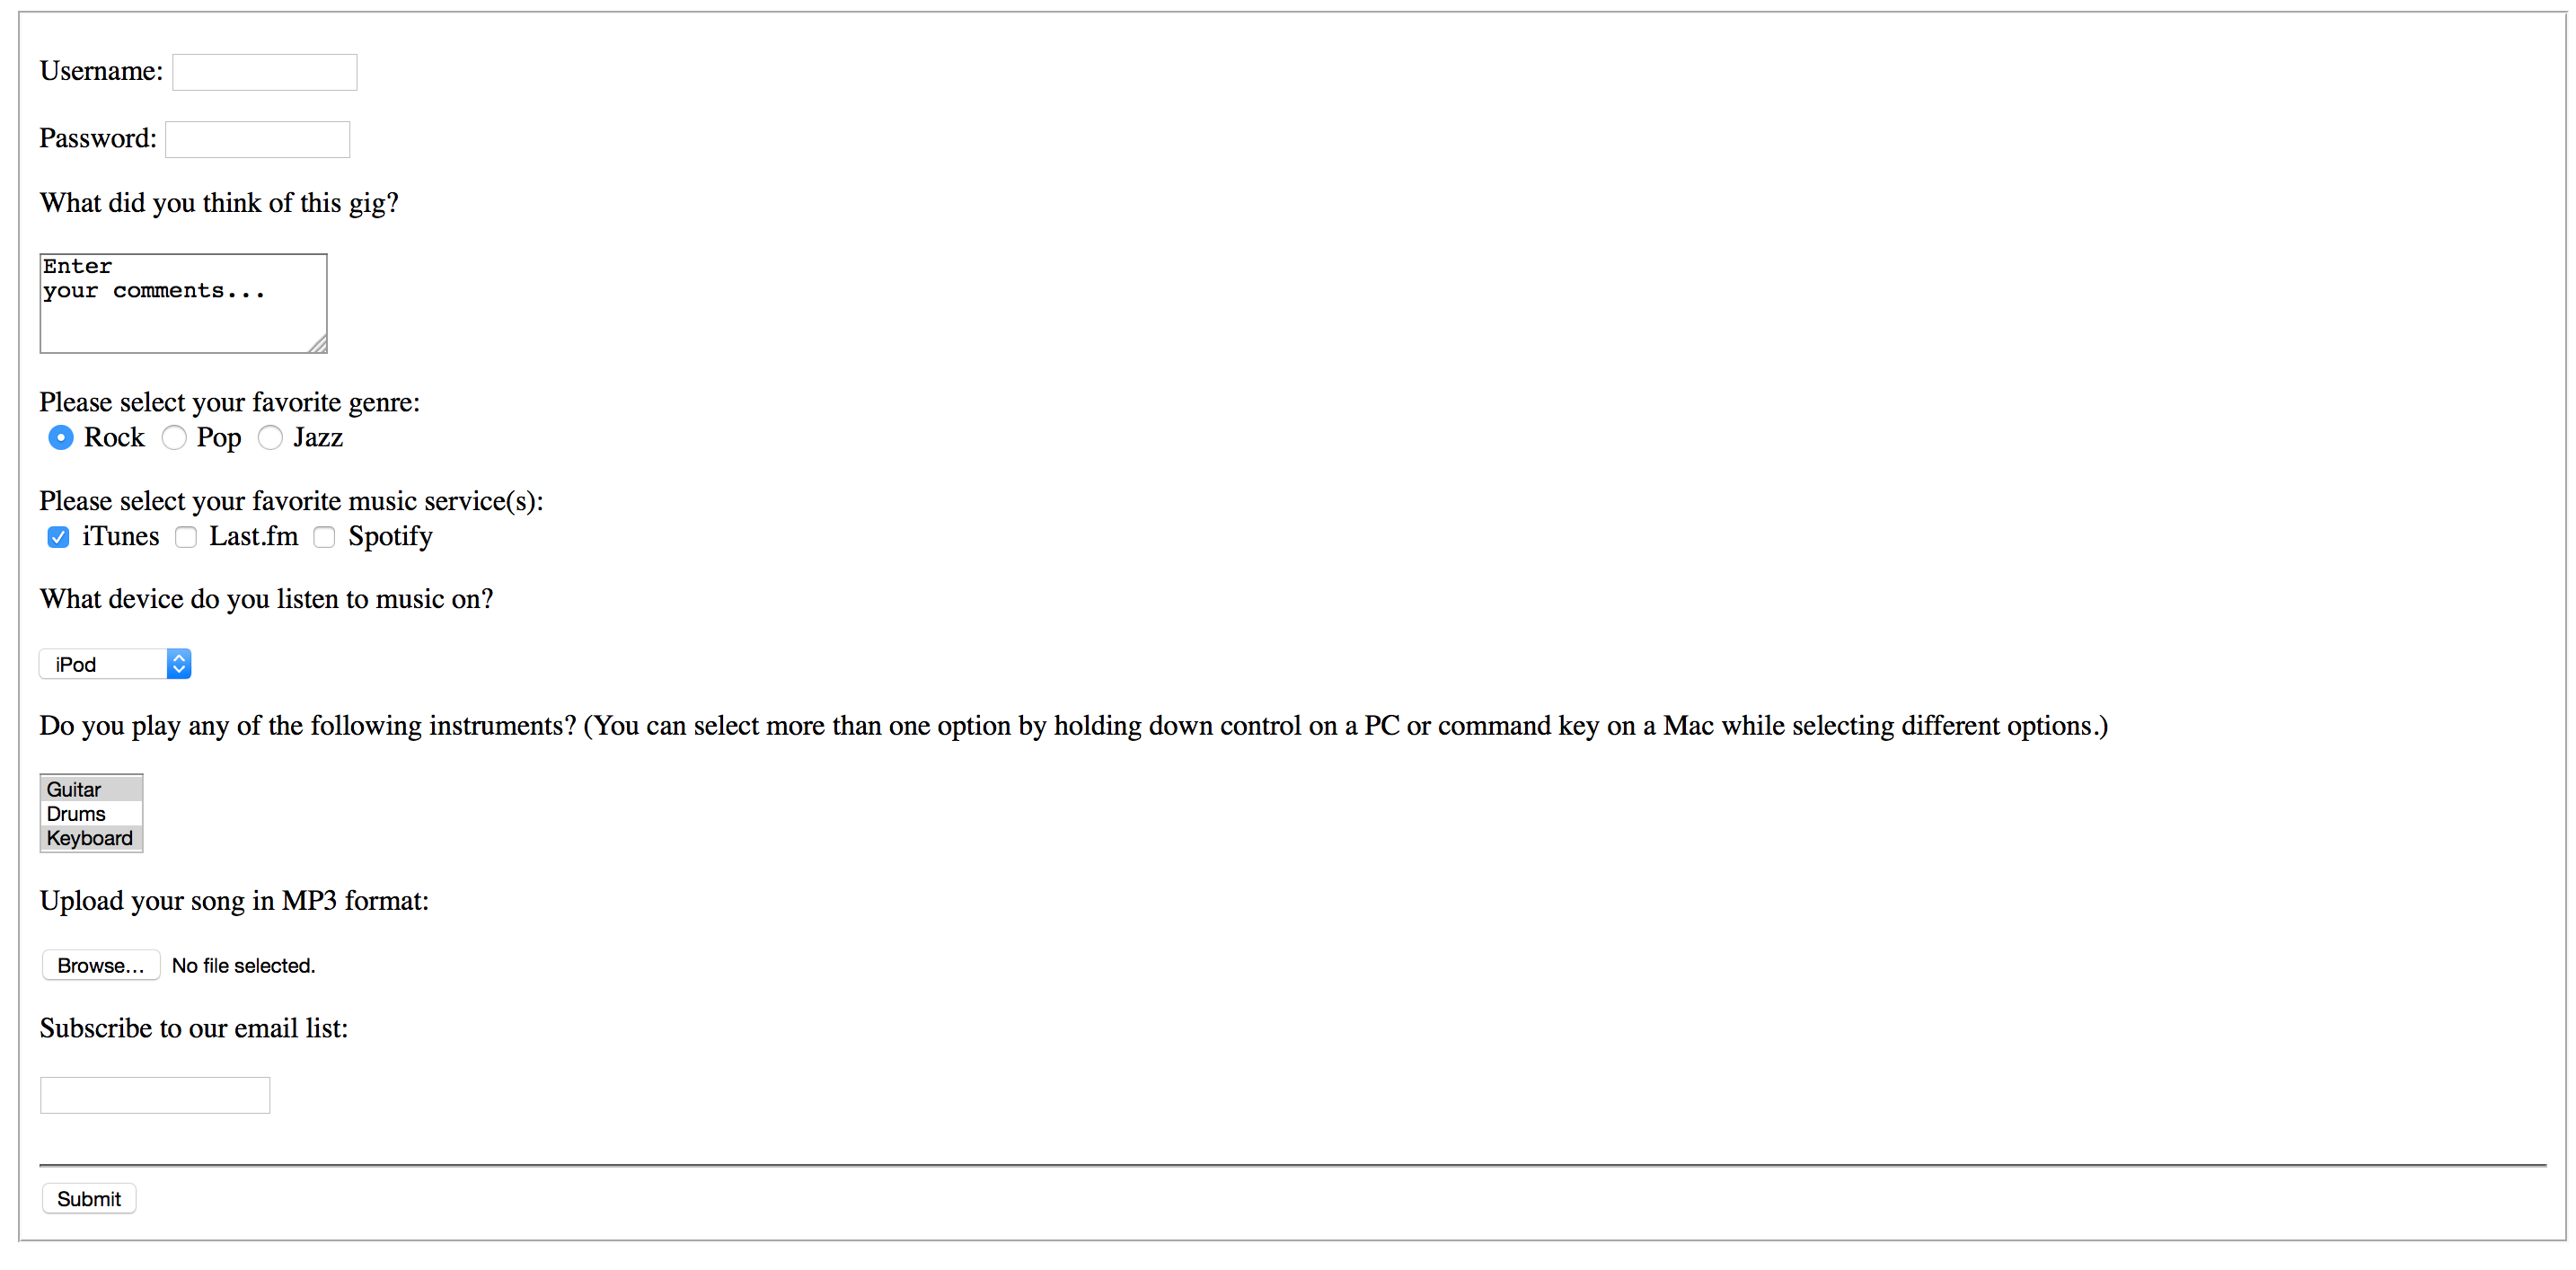 Username:
Password:
What did you think of this gig?
Enter
your comments...
Please select your favorite genre:
Rock Pop Jazz
Please select your favorite music service(s):
iTunes Last.fm Spotify
What device do you listen to music on?
iPod
Do you play any of the following instruments? (You can select more than one option by holding down control on a PC or command key on a Mac while selecting different options.)
Guitar
Drums
Keyboard
Upload your song in MP3 format:
Browse... No file selected.
Subscribe to our email list:
Submit